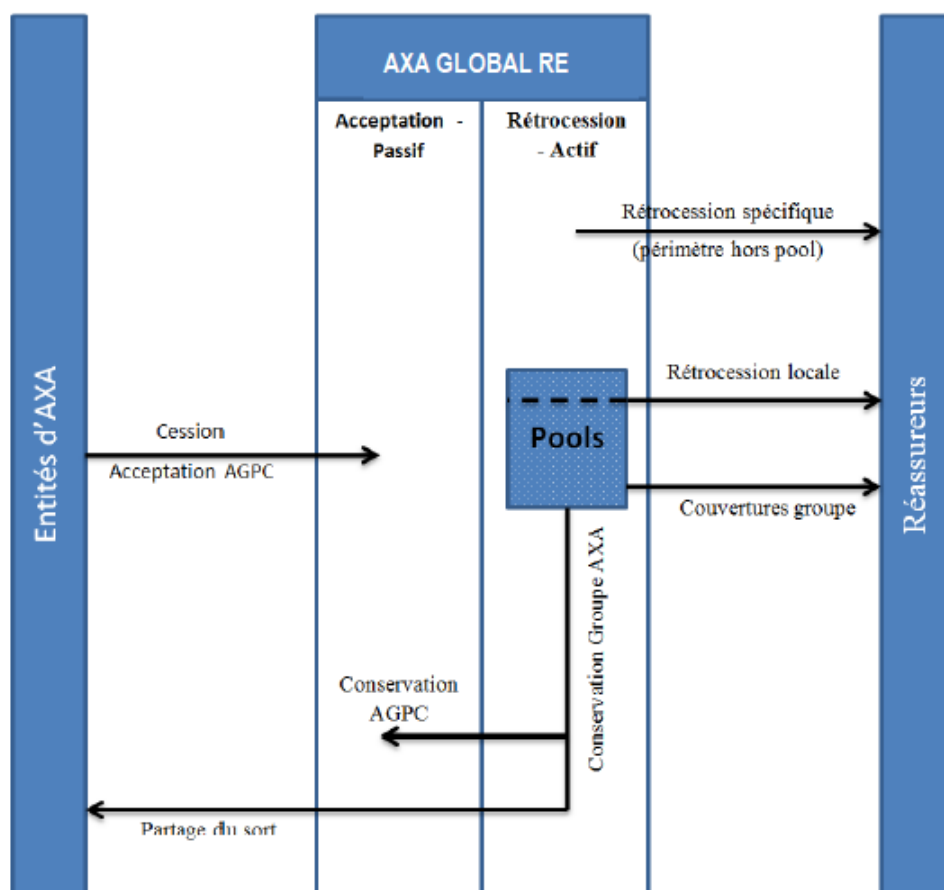 AXA GLOBAL RE
Acceptation -
Passif
Rétrocession
- Actif
Rétrocession spécifique
(périmètre hors pool)
Entités d'AXA
Réassureurs
Rétrocession locale
Pools
Cession
Acceptation AGPC
Couvertures groupe
Conservation Groupe AXA
Conservation
AGPC
Partage du sort